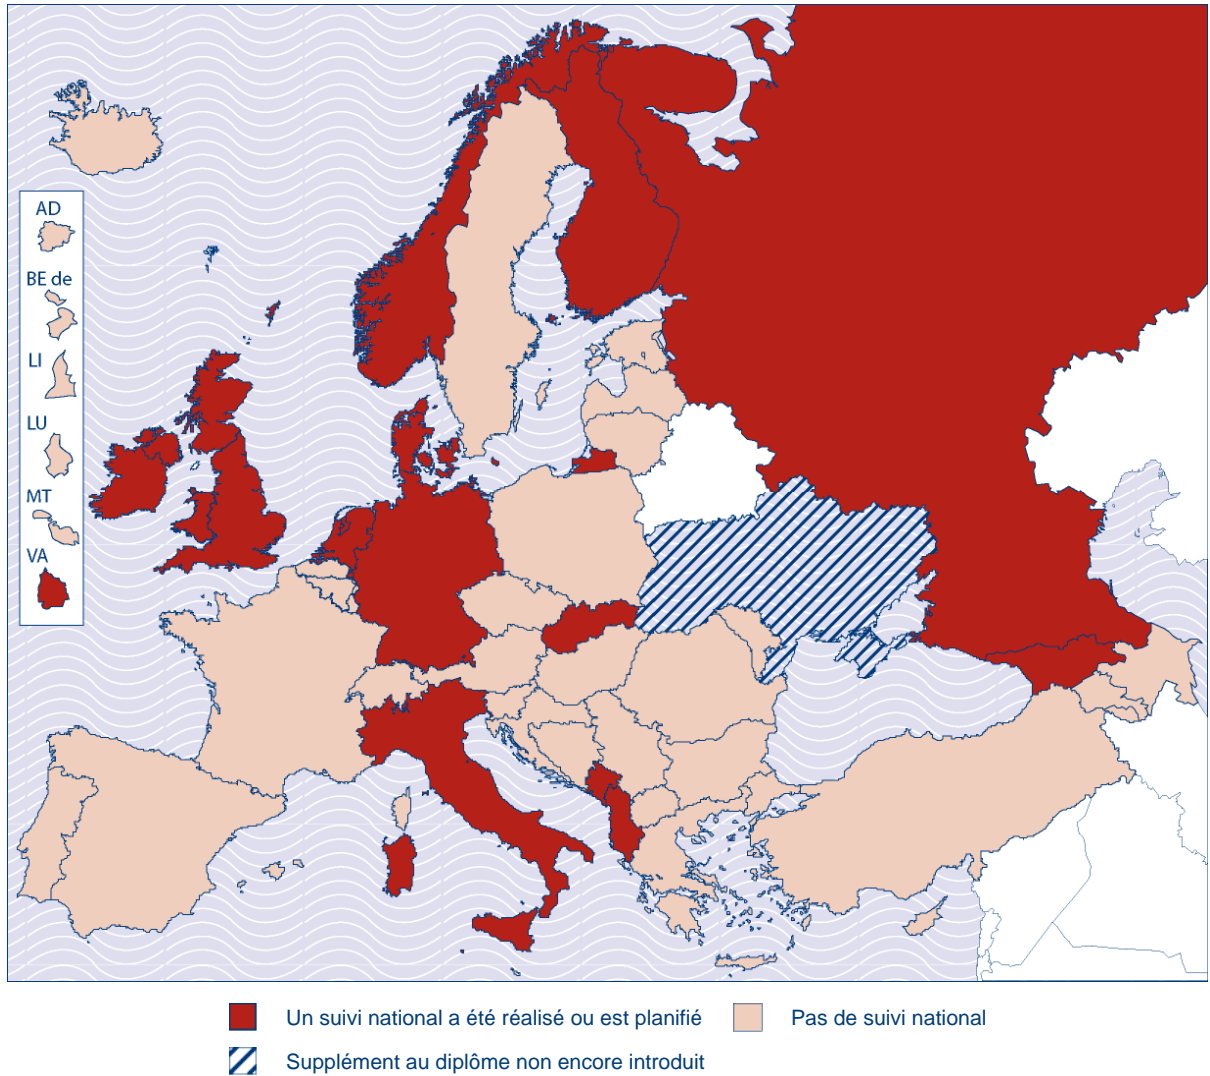 AD
BE de
LI
LU
MT
VA
Un suivi national a été réalisé ou est planifié
Pas de suivi national
Supplément au diplôme non encore introduit